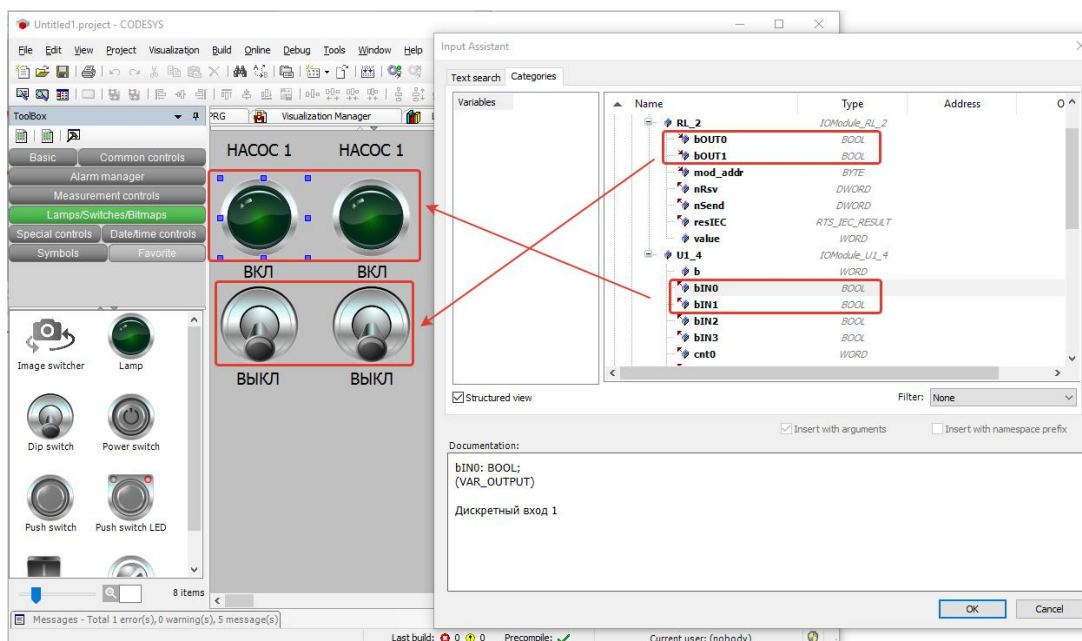 Untitled1.project - CODESYS
File Edit View Project Visualization Build Online Debug Tools Window Help
ToolBox
PRG Visualization Manager
Basic Common controls
Alarm manager
Measurement controls
Lamps/Switches/Bitmaps
Special controls Date/time controls
Symbols Favorite
Image switcher Lamp
Dip switch Power switch
Push switch Push switch LED
8 items
НАСОС 1 НАСОС 1
ВКЛ ВКЛ
ВЫКЛ ВЫКЛ
Messages - Total 1 error(s), 0 warning(s), 5 message(s)
Last build: 0 0 Precompile: Current user: (nobody)
Input Assistant
Text search Categories
Variables
Name Type Address
RL_2 IOModule_RL_2
bOUT0 BOOL
bOUT1 BOOL
mod_addr BYTE
nRsv DWORD
nSend DWORD
resIEC RTS_IEC_RESULT
value WORD
U1_4 IOModule_U1_4
b WORD
bIN0 BOOL
bIN1 BOOL
bIN2 BOOL
bIN3 BOOL
cnt0 WORD
Structured view
Filter: None
Insert with arguments Insert with namespace prefix
Documentation:
bIN0: BOOL;
(VAR_OUTPUT)
Дискретный вход 1
OK Cancel